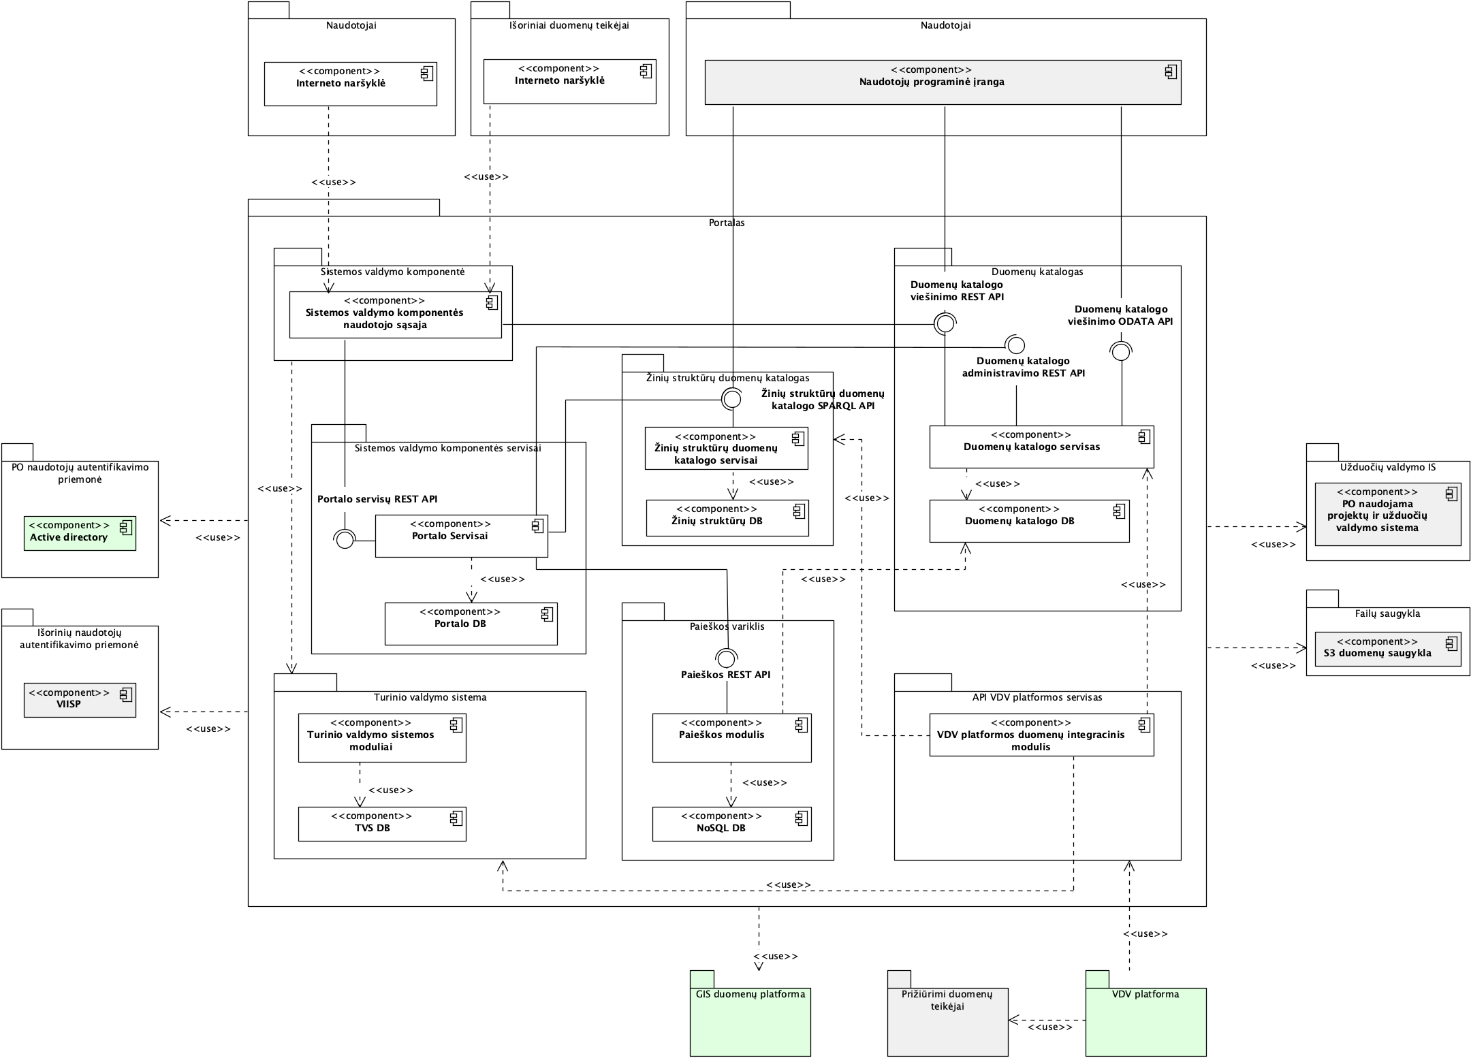 Naudotojai
Išoriniai duomenų teikėjai
Naudotojai
<<component>>
Interneto naršyklė
<<component>>
Interneto naršyklė
<<component>>
Naudotojų programinė įranga
<<use>>
<<use>>
Portalas
Sistemos valdymo komponentė
<<component>>
Sistemos valdymo komponentės
naudotojo sąsaja
Duomenų katalogas
Duomenų katalogo
viešinimo REST API
Duomenų katalogo
viešinimo ODATA API
Duomenų katalogo
administravimo REST API
Žinių struktūrų duomenų katalogas
Žinių struktūrų duomenų
katalogo SPARQL API
<<component>>
Žinių struktūrų duomenų
katalogo servisai
<<use>>
<<component>>
Žinių struktūrų DB
<<component>>
Duomenų katalogo servisas
<<use>>
<<component>>
Duomenų katalogo DB
<<use>>
Sistemos valdymo komponentės servisai
<<use>>
Portalo servisų REST API
<<component>>
Portalo Servisai
<<use>>
<<component>>
Portalo DB
<<use>>
<<use>>
PO naudotojų autentifikavimo
priemonė
<<component>>
Active directory
<<use>>
Išorinių naudotojų
autentifikavimo priemonė
<<component>>
VIISP
<<use>>
Užduočių valdymo IS
<<component>>
PO naudojama
projektų ir užduočių
valdymo sistema
<<use>>
Failų saugykla
<<component>>
S3 duomenų saugykla
<<use>>
Paieškos variklis
Paieškos REST API
<<component>>
Paieškos modulis
<<use>>
<<component>>
NoSQL DB
Turinio valdymo sistema
<<component>>
Turinio valdymo sistemos
moduliai
<<use>>
<<component>>
TVS DB
API VDV platformos servisas
<<component>>
VDV platformos duomenų integracinis
modulis
<<use>>
<<use>>
<<use>>
GIS duomenų platforma
Prižiūrimi duomenų
teikėjai
<<use>>
VDV platforma